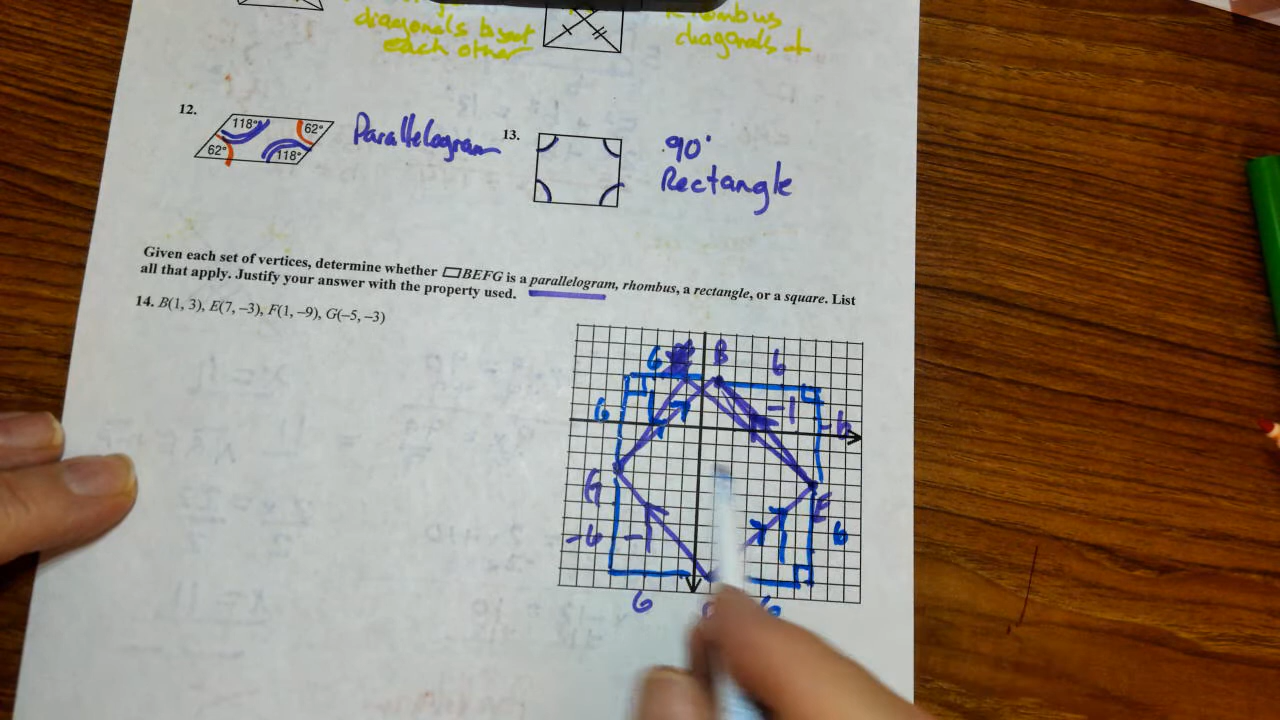 diagonals bisect
each other
Rhombus
diagonals ⊥
12.
118°
62°
62°
118°
Parallelogram
13.
90°
Rectangle
Given each set of vertices, determine whether ▱BEFG is a parallelogram, rhombus, a rectangle, or a square. List
all that apply. Justify your answer with the property used.
14. B(1, 3), E(7, –3), F(1, –9), G(–5, –3)
6
B
6
6
1
-1
-6
G
E
-6
-1
1
6
6
6